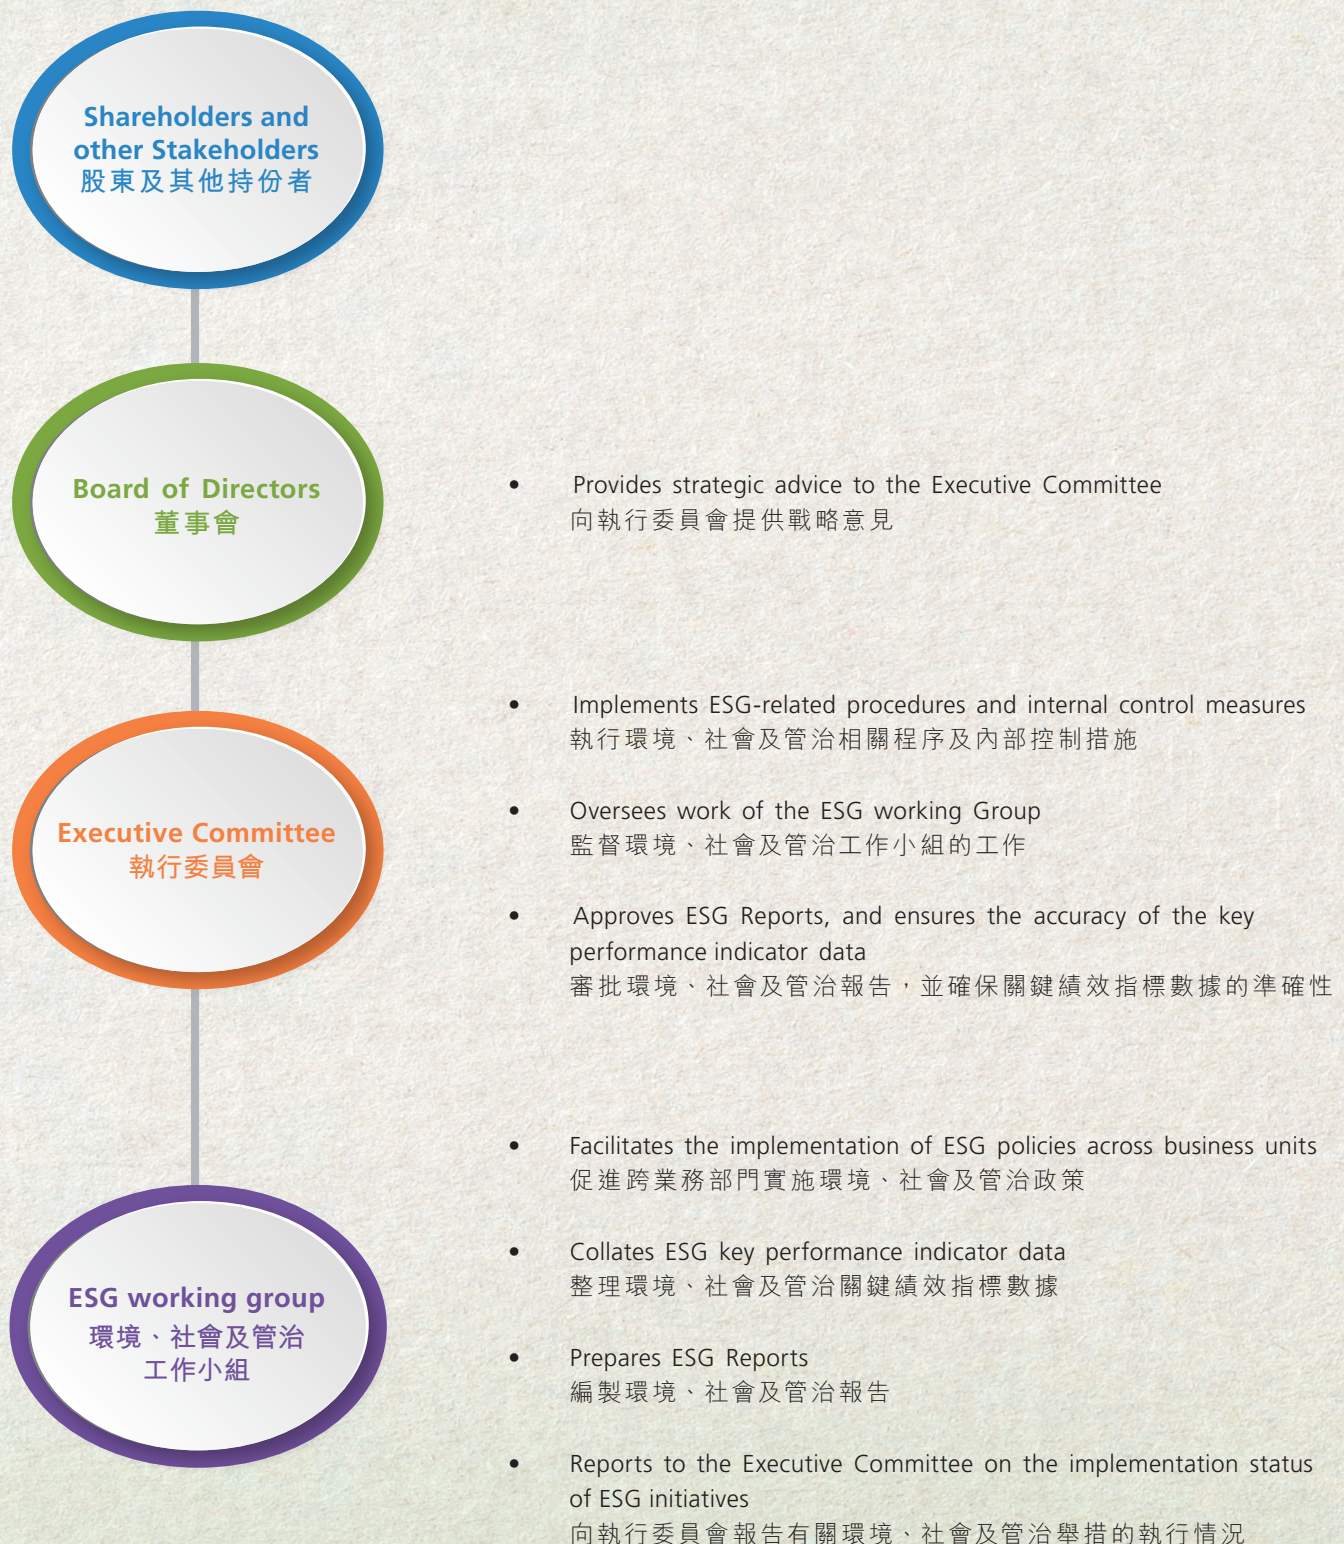 Shareholders and
other Stakeholders
股東及其他持份者
Board of Directors
董事會
• Provides strategic advice to the Executive Committee
向執行委員會提供戰略意見
Executive Committee
執行委員會
• Implements ESG-related procedures and internal control measures
執行環境、社會及管治相關程序及內部控制措施
• Oversees work of the ESG working Group
監督環境、社會及管治工作小組的工作
• Approves ESG Reports, and ensures the accuracy of the key
performance indicator data
審批環境、社會及管治報告，並確保關鍵績效指標數據的準確性
ESG working group
環境、社會及管治
工作小組
• Facilitates the implementation of ESG policies across business units
促進跨業務部門實施環境、社會及管治政策
• Collates ESG key performance indicator data
整理環境、社會及管治關鍵績效指標數據
• Prepares ESG Reports
編製環境、社會及管治報告
• Reports to the Executive Committee on the implementation status
of ESG initiatives
向執行委員會報告有關環境、社會及管治舉措的執行情況